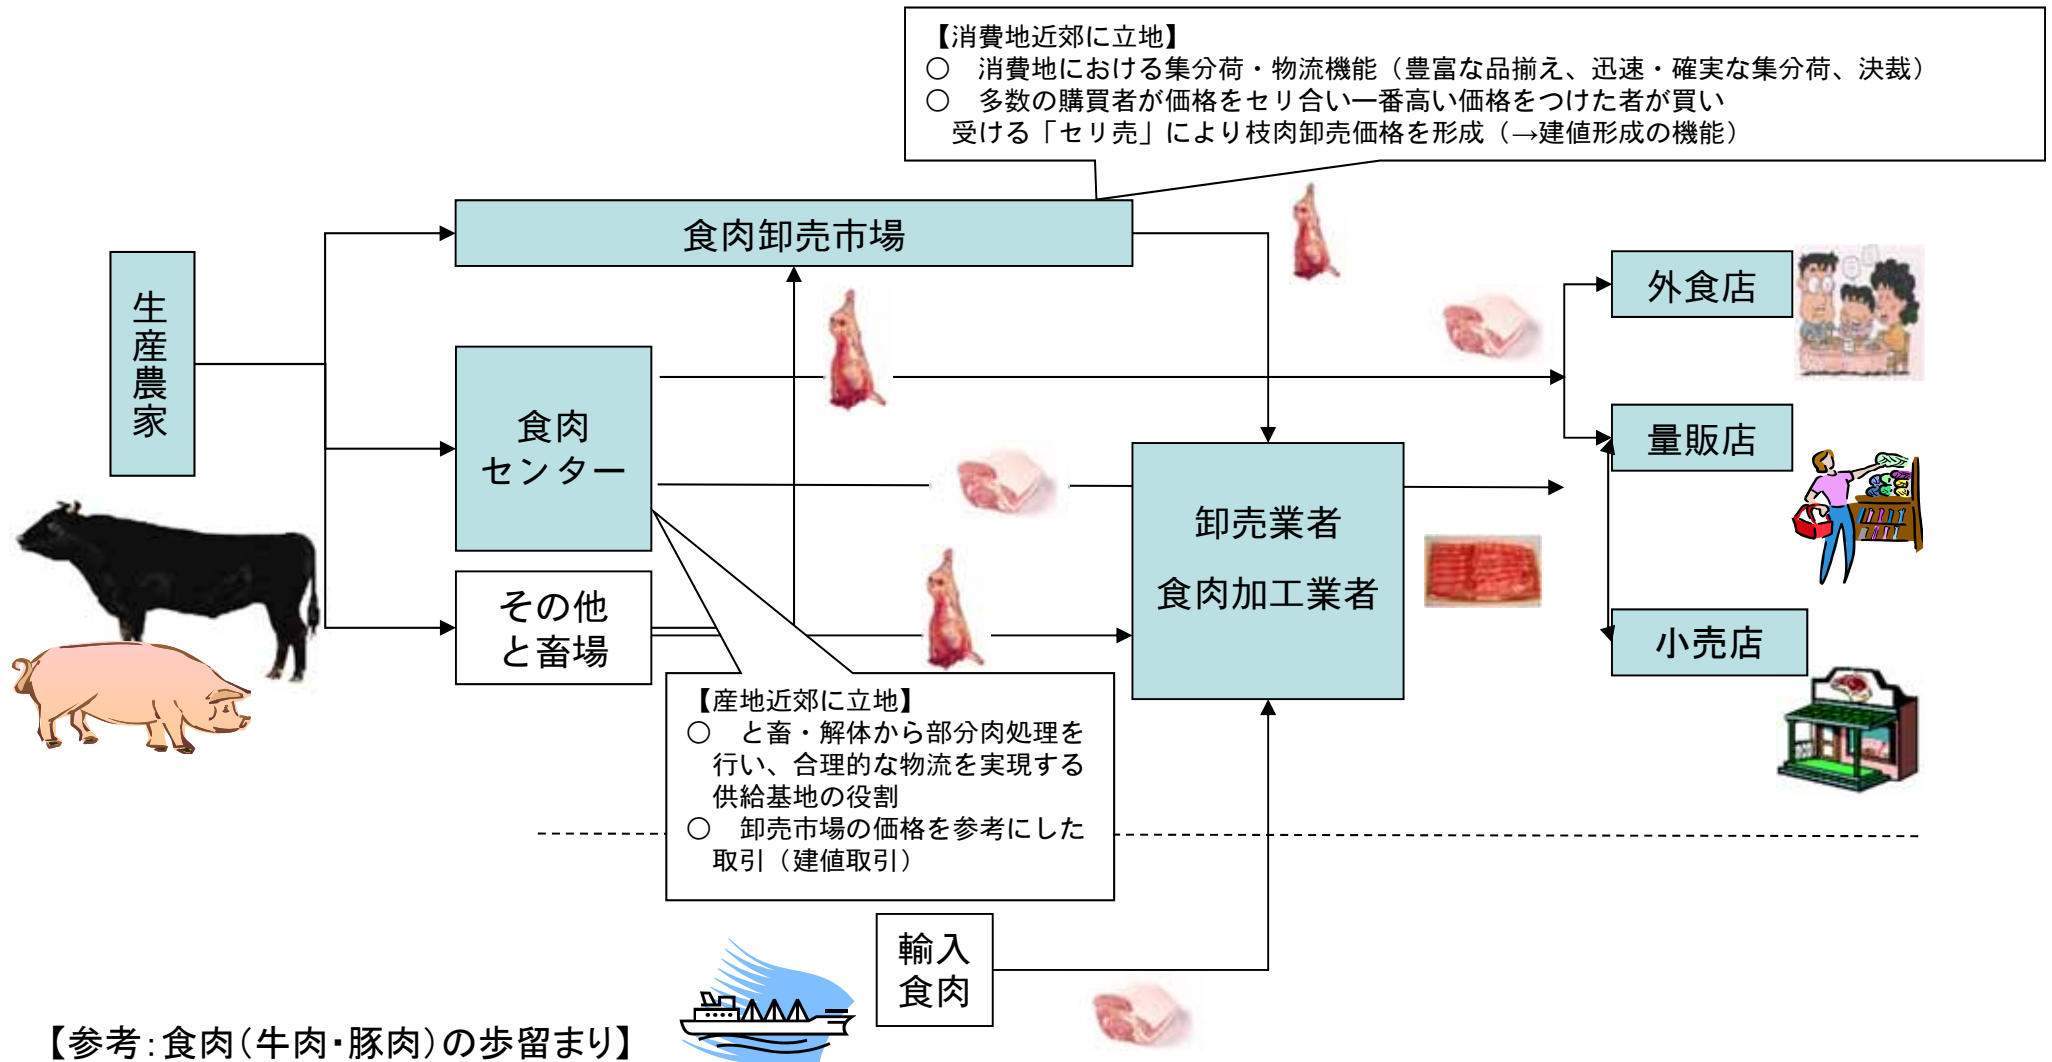 【消費地近郊に立地】
○　消費地における集分荷・物流機能（豊富な品揃え、迅速・確実な集分荷、決裁）
○　多数の購買者が価格をセリ合い一番高い価格をつけた者が買い
受ける「セリ売」により枝肉卸売価格を形成（→建値形成の機能）
食肉卸売市場
生産農家
外食店
食肉
センター
量販店
卸売業者
食肉加工業者
その他
と畜場
小売店
【産地近郊に立地】
○　と畜・解体から部分肉処理を
行い、合理的な物流を実現する
供給基地の役割
○　卸売市場の価格を参考にした
取引（建値取引）
輸入
食肉
【参考：食肉（牛肉・豚肉）の歩留まり】